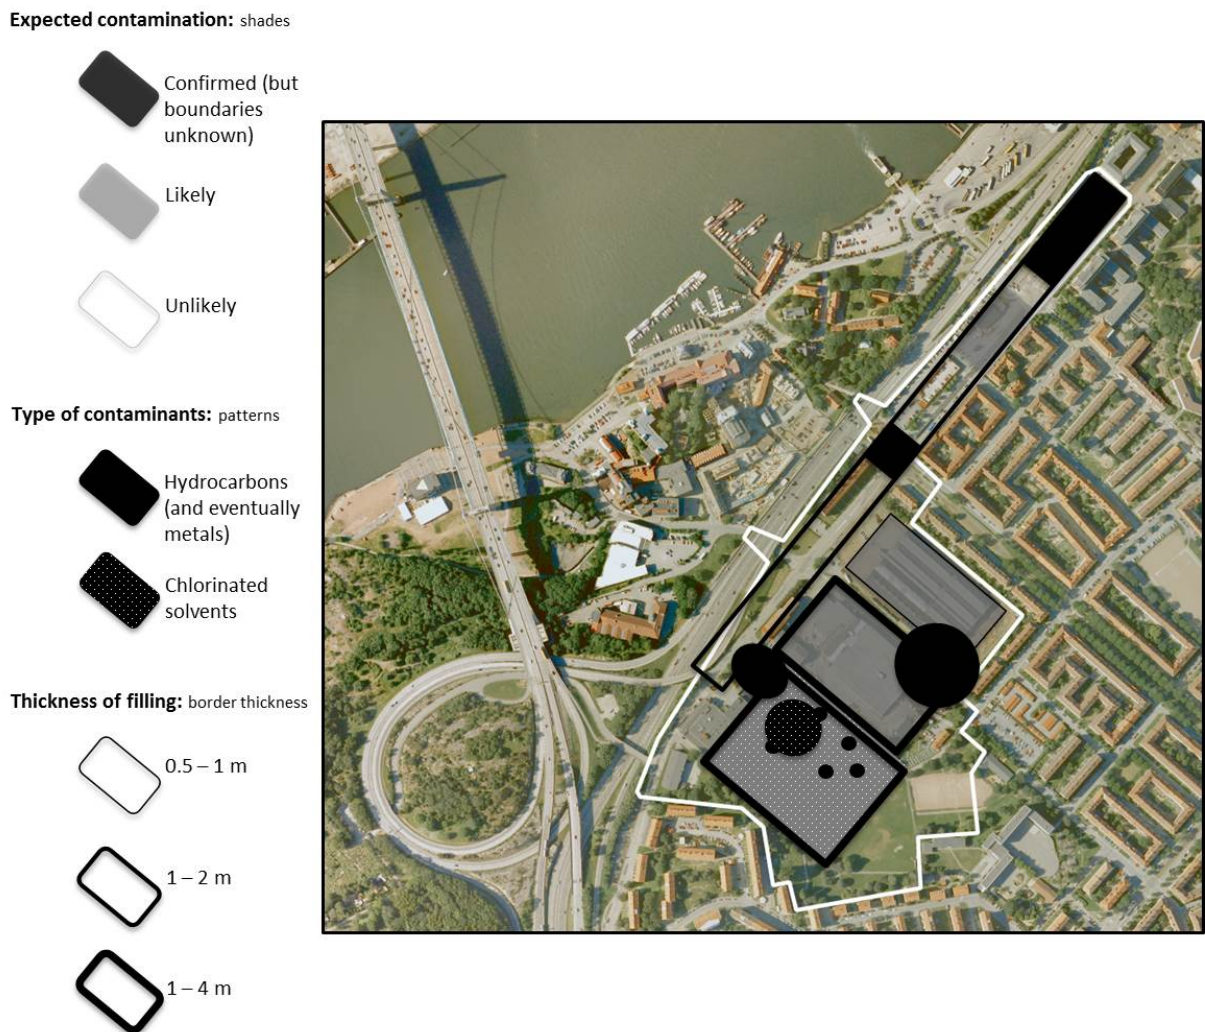 Expected contamination: shades
Confirmed (but
boundaries
unknown)
Likely
Unlikely
Type of contaminants: patterns
Hydrocarbons
(and eventually
metals)
Chlorinated
solvents
Thickness of filling: border thickness
0.5 – 1 m
1 – 2 m
1 – 4 m